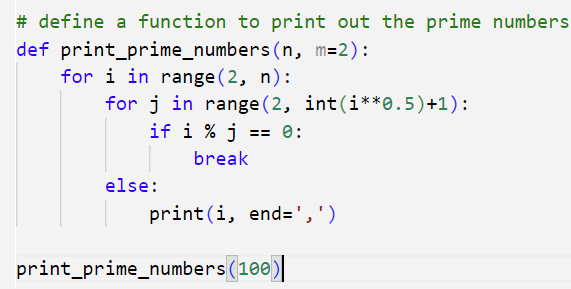 # define a function to print out the prime numbers
def print_prime_numbers(n, m=2):
    for i in range(2, n):
        for j in range(2, int(i**0.5)+1):
            if i % j == 0:
                break
        else:
            print(i, end=',')
print_prime_numbers(100)